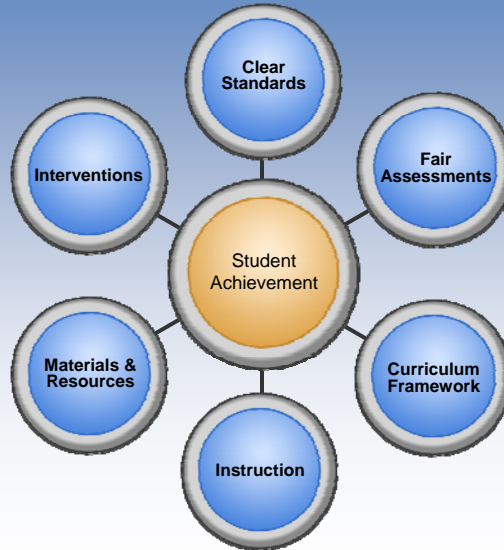 Clear
Standards
Fair
Assessments
Interventions
Student
Achievement
Materials &
Resources
Curriculum
Framework
Instruction